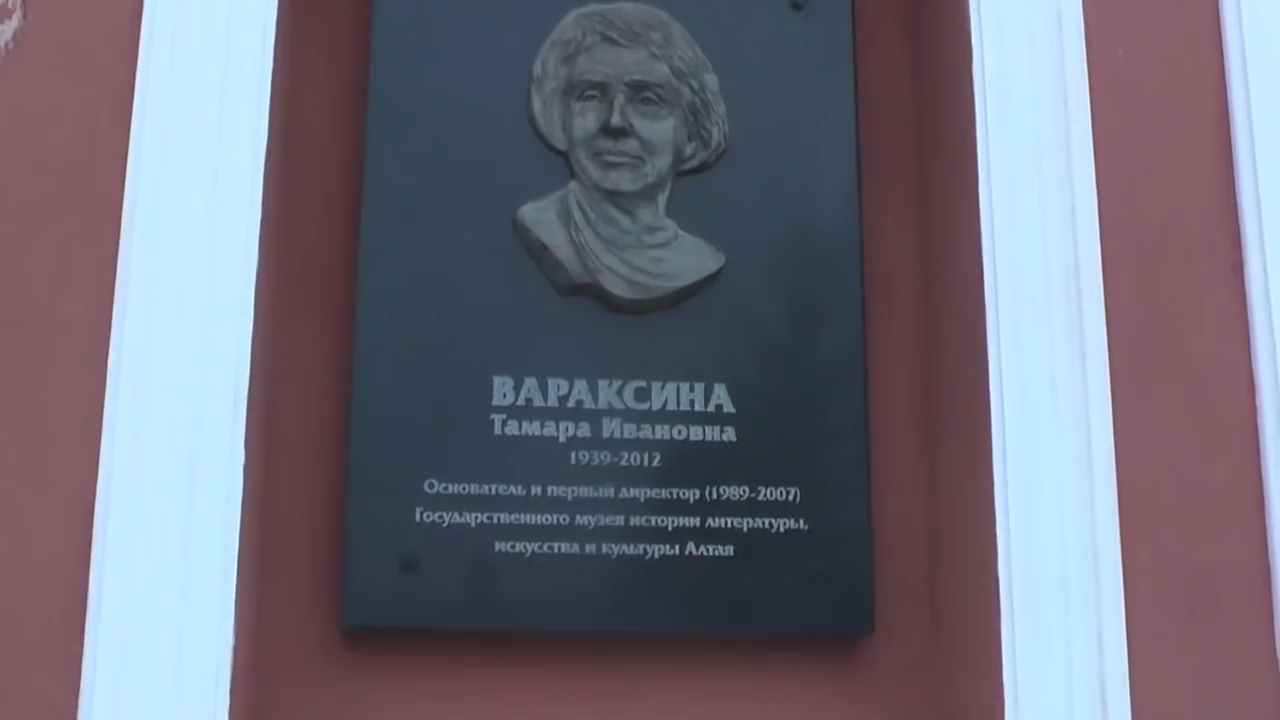 ВАРАКСИНА
Тамара Ивановна
1939-2012
Основатель и первый директор (1989-2007)
Государственного музея истории литературы,
искусства и культуры Алтая